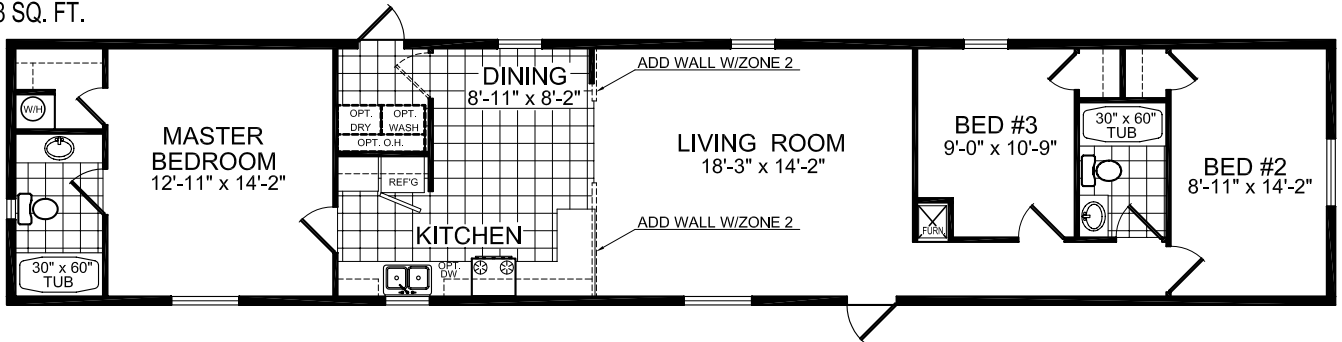 SQ. FT.
W/H
MASTER
BEDROOM
12'-11" x 14'-2"
30" x 60"
TUB
OPT.
DRY
OPT.
WASH
OPT. O.H.
REF'G
DINING
8'-11" x 8'-2"
KITCHEN
OPT.
DW
ADD WALL W/ZONE 2
LIVING ROOM
18'-3" x 14'-2"
ADD WALL W/ZONE 2
BED #3
9'-0" x 10'-9"
FURN
30" x 60"
TUB
BED #2
8'-11" x 14'-2"